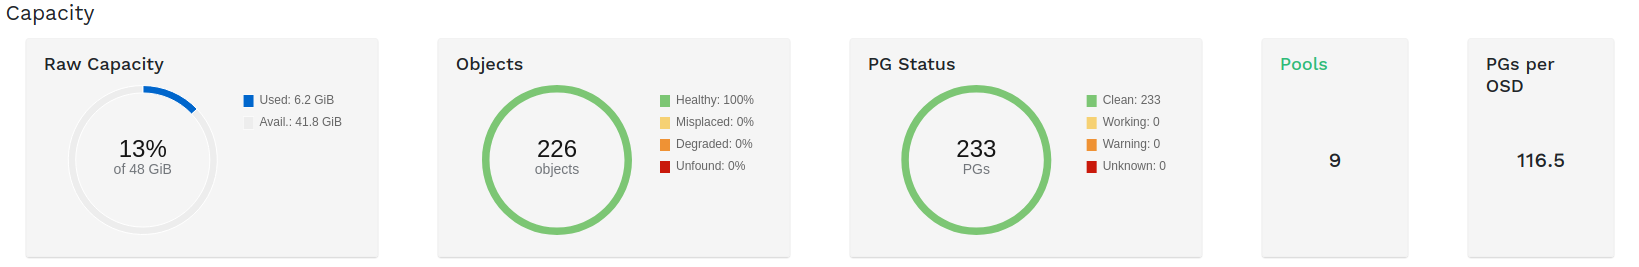 Capacity
Raw Capacity
Used: 6.2 GiB
Avail.: 41.8 GiB
13%
of 48 GiB
Objects
Healthy: 100%
Misplaced: 0%
Degraded: 0%
Unfound: 0%
226
objects
PG Status
Clean: 233
Working: 0
Warning: 0
Unknown: 0
233
PGs
Pools
9
PGs per
OSD
116.5